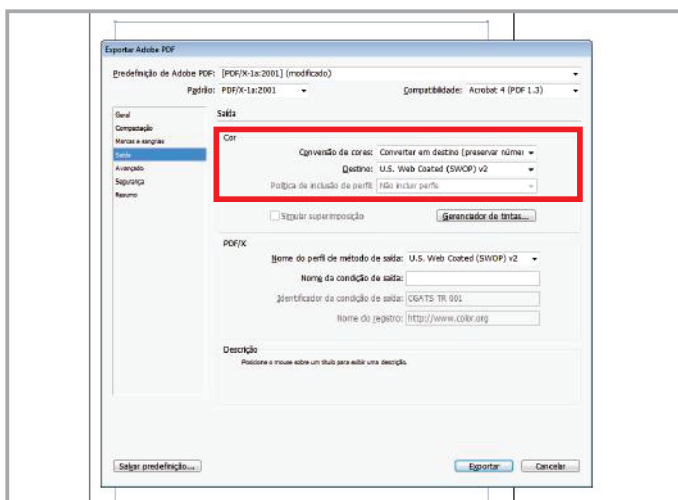 Exportar Adobe PDF
Predefinição de Adobe PDF: [PDF/X-1a:2001] (modificado)
Padrão: PDF/X-1a:2001 Compatibilidade: Acrobat 4 (PDF 1.3)
Geral
Compactação
Marcas e sangrias
Saída
Avançado
Segurança
Resumo
Saída
Cor
Conversão de cores: Converter em destino (preservar númer
Destino: U.S. Web Coated (SWOP) v2
Política de inclusão de perfil: Não incluir perfis
Simular superimposição Gerenciador de tintas...
PDF/X
Nome do perfil de método de saída: U.S. Web Coated (SWOP) v2
Nome da condição de saída:
Identificador da condição de saída: CGATS TR 001
Nome do registro: http://www.color.org
Descrição
Posicione o mouse sobre um título para exibir uma descrição.
Salvar predefinição... Exportar Cancelar